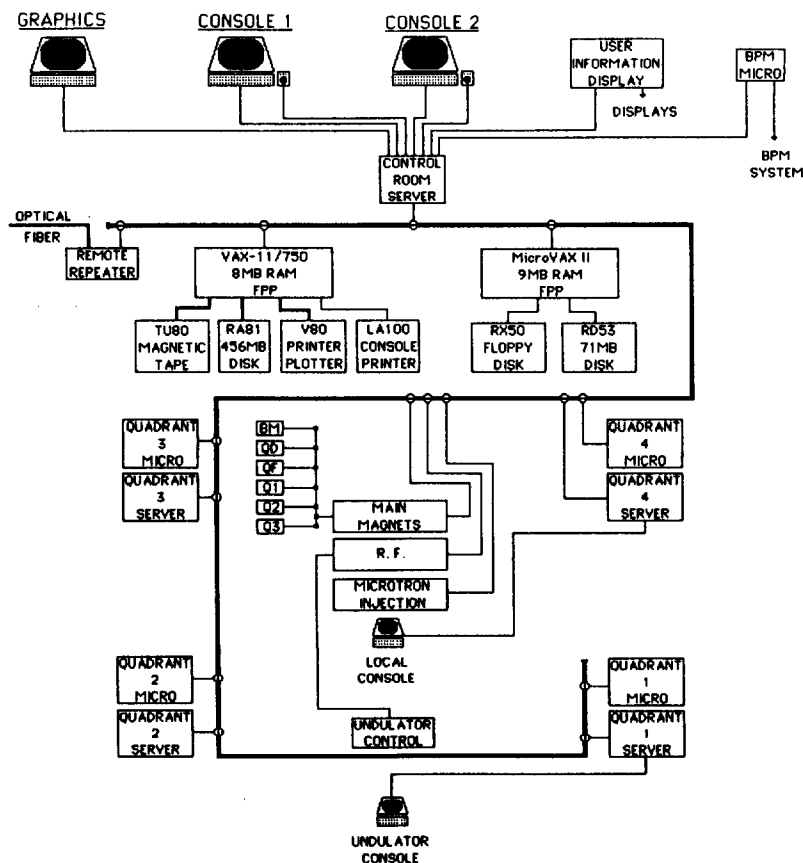 GRAPHICS
CONSOLE 1
CONSOLE 2
USER
INFORMATION
DISPLAY
BPM
MICRO
DISPLAYS
BPM
SYSTEM
CONTROL
ROOM
SERVER
OPTICAL
FIBER
REMOTE
REPEATER
VAX-11/750
8MB RAM
FPP
MicroVAX II
9MB RAM
FPP
TU80
MAGNETIC
TAPE
RA81
456MB
DISK
V80
PRINTER
PLOTTER
LA100
CONSOLE
PRINTER
RX50
FLOPPY
DISK
RD53
71MB
DISK
QUADRANT
3
MICRO
QUADRANT
3
SERVER
BM
QD
QF
Q1
Q2
Q3
MAIN
MAGNETS
R.F.
MICROTRON
INJECTION
QUADRANT
4
MICRO
QUADRANT
4
SERVER
LOCAL
CONSOLE
QUADRANT
2
MICRO
QUADRANT
2
SERVER
UNDULATOR
CONTROL
QUADRANT
1
MICRO
QUADRANT
1
SERVER
UNDULATOR
CONSOLE